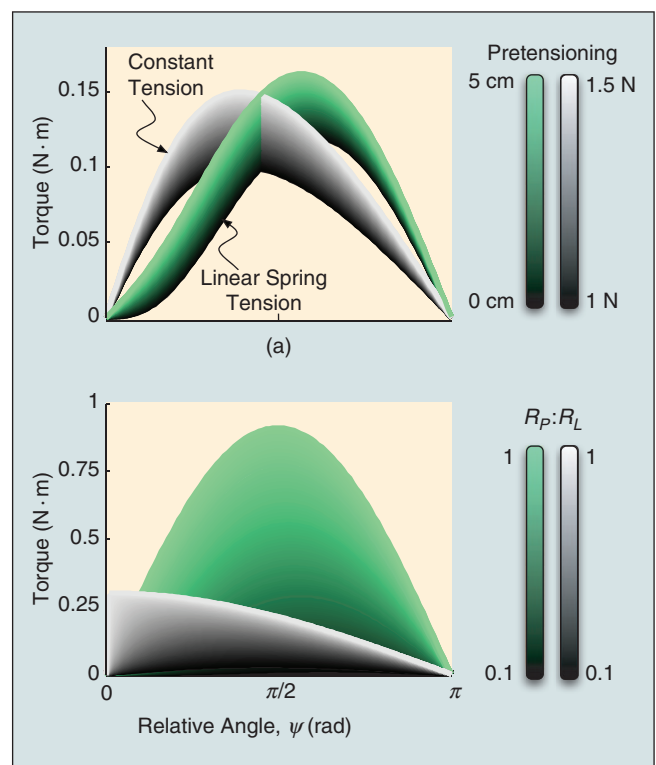 Constant
Tension
Pretensioning
5 cm
1.5 N
0 cm
1 N
Torque (N·m)
0.15
0.1
0.05
0
Linear Spring
Tension
(a)
Torque (N·m)
1
0.75
0.5
0.25
0
0
π/2
π
Relative Angle, ψ (rad)
R_P:R_L
1
1
0.1
0.1